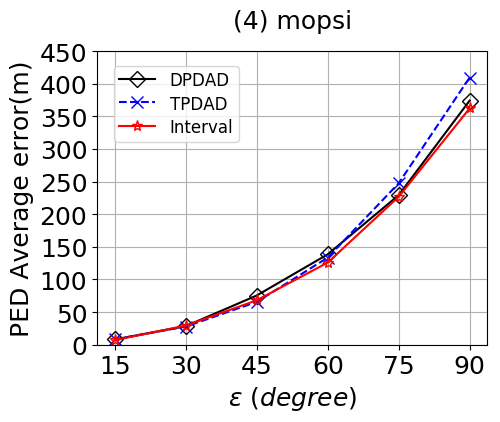 (4) mopsi
PED Average error(m)
450
400
350
300
250
200
150
100
50
0
DPDAD
TPDAD
Interval
15 30 45 60 75 90
ε (degree)